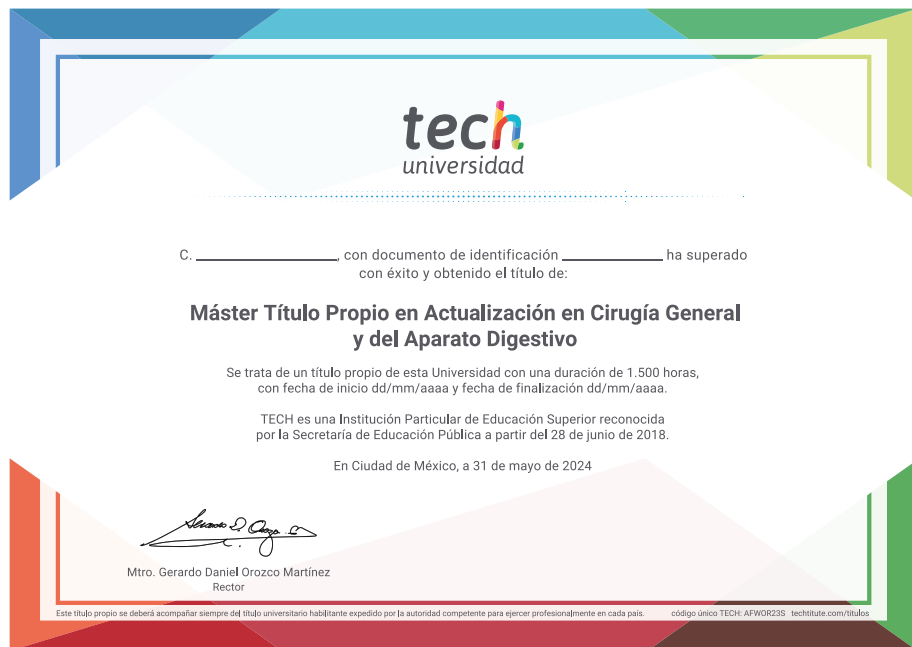 tech
universidad
C. ____________________, con documento de identificación ______________ ha superado
con éxito y obtenido el título de:
Máster Título Propio en Actualización en Cirugía General
y del Aparato Digestivo
Se trata de un título propio de esta Universidad con una duración de 1.500 horas,
con fecha de inicio dd/mm/aaaa y fecha de finalización dd/mm/aaaa.
TECH es una Institución Particular de Educación Superior reconocida
por la Secretaría de Educación Pública a partir del 28 de junio de 2018.
En Ciudad de México, a 31 de mayo de 2024
Mtro. Gerardo Daniel Orozco Martínez
Rector
Este título propio se deberá acompañar siempre del título universitario habilitante expedido por la autoridad competente para ejercer profesionalmente en cada país. código único TECH: AFWOR23S techtitute.com/titulos